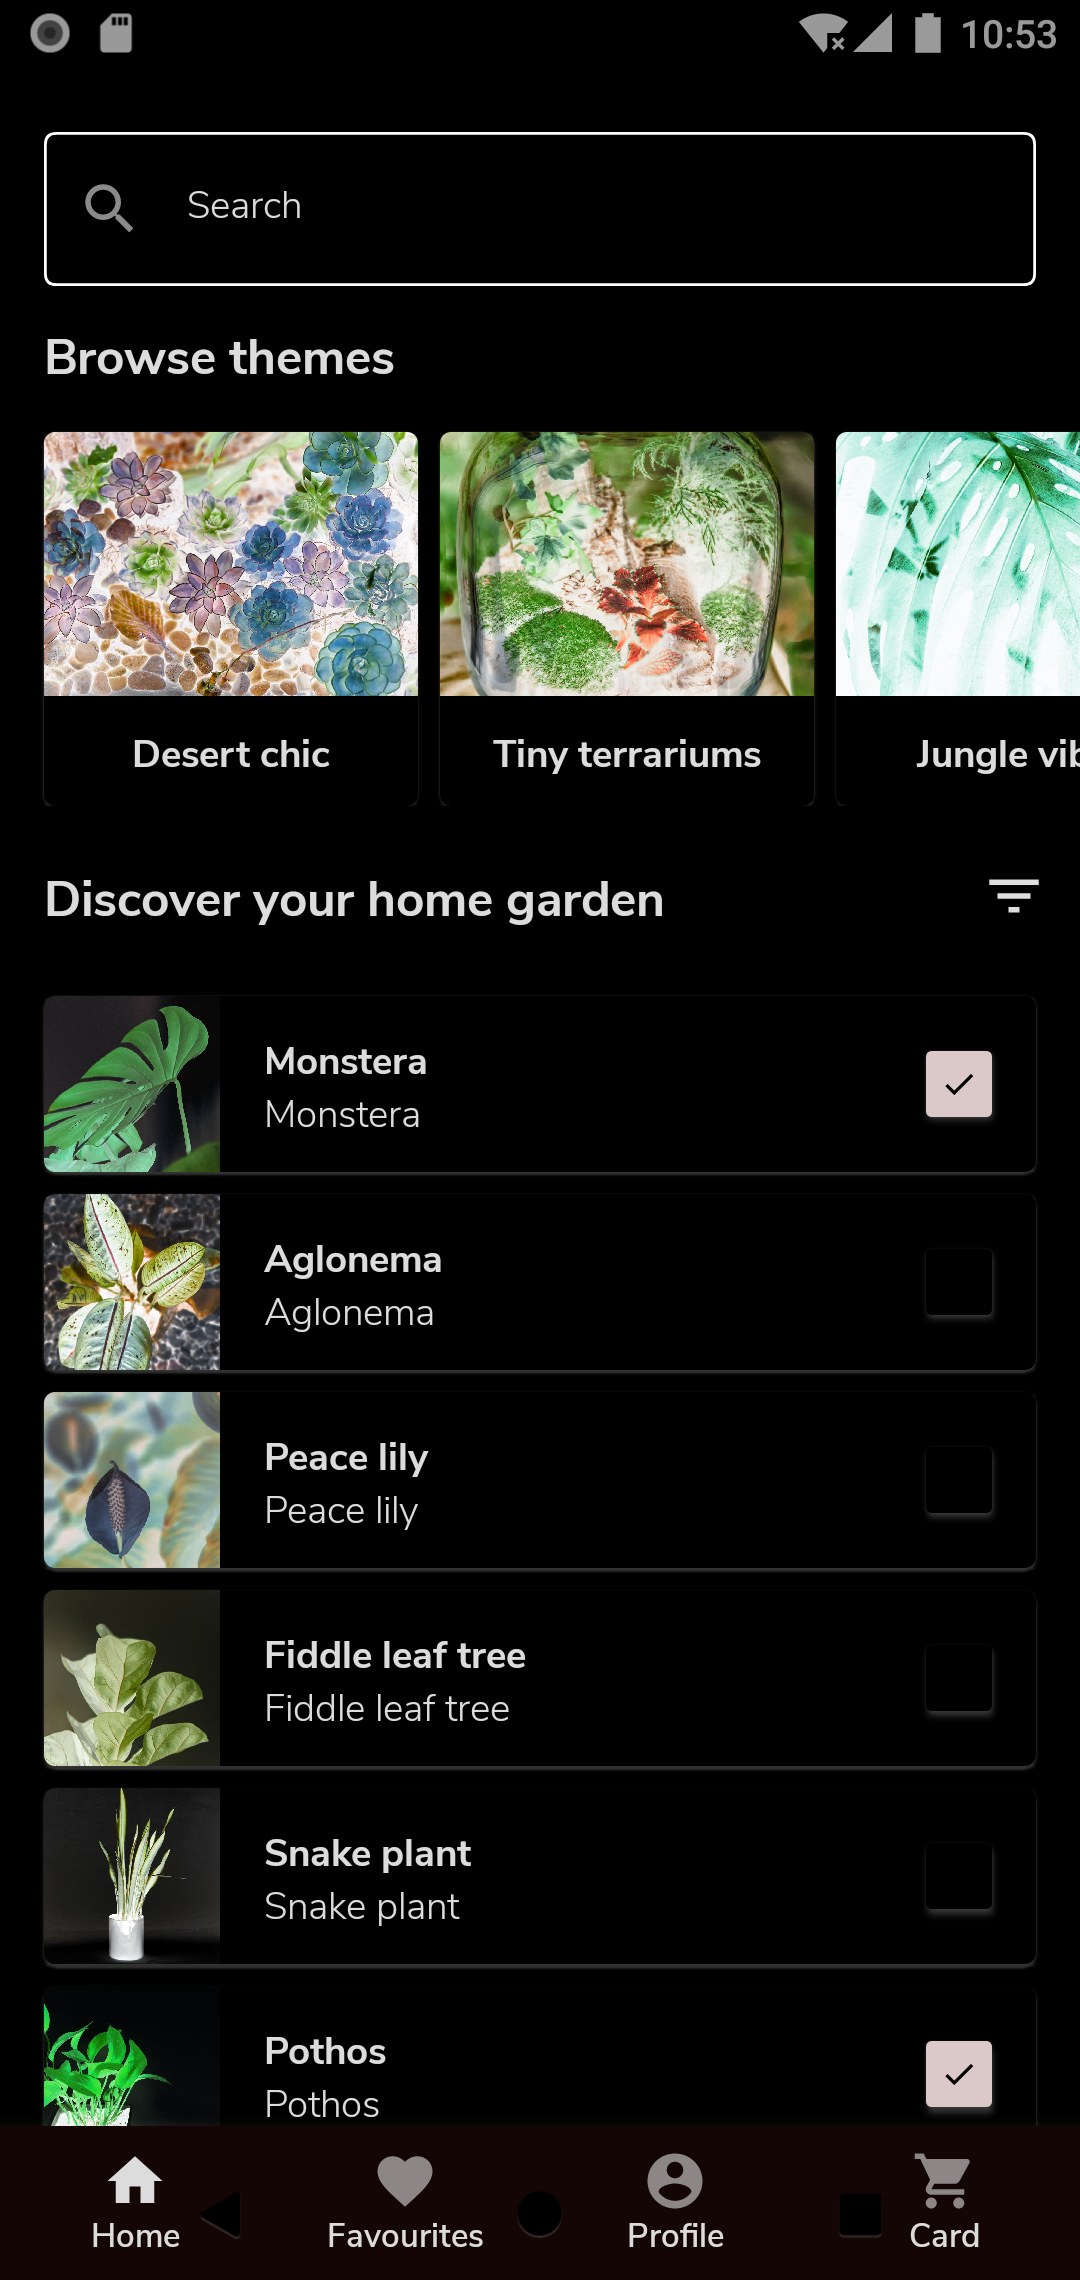 10:53
Search
Browse themes
Desert chic
Tiny terrariums
Jungle vib
Discover your home garden
Monstera
Monstera
Aglonema
Aglonema
Peace lily
Peace lily
Fiddle leaf tree
Fiddle leaf tree
Snake plant
Snake plant
Pothos
Pothos
Home
Favourites
Profile
Card